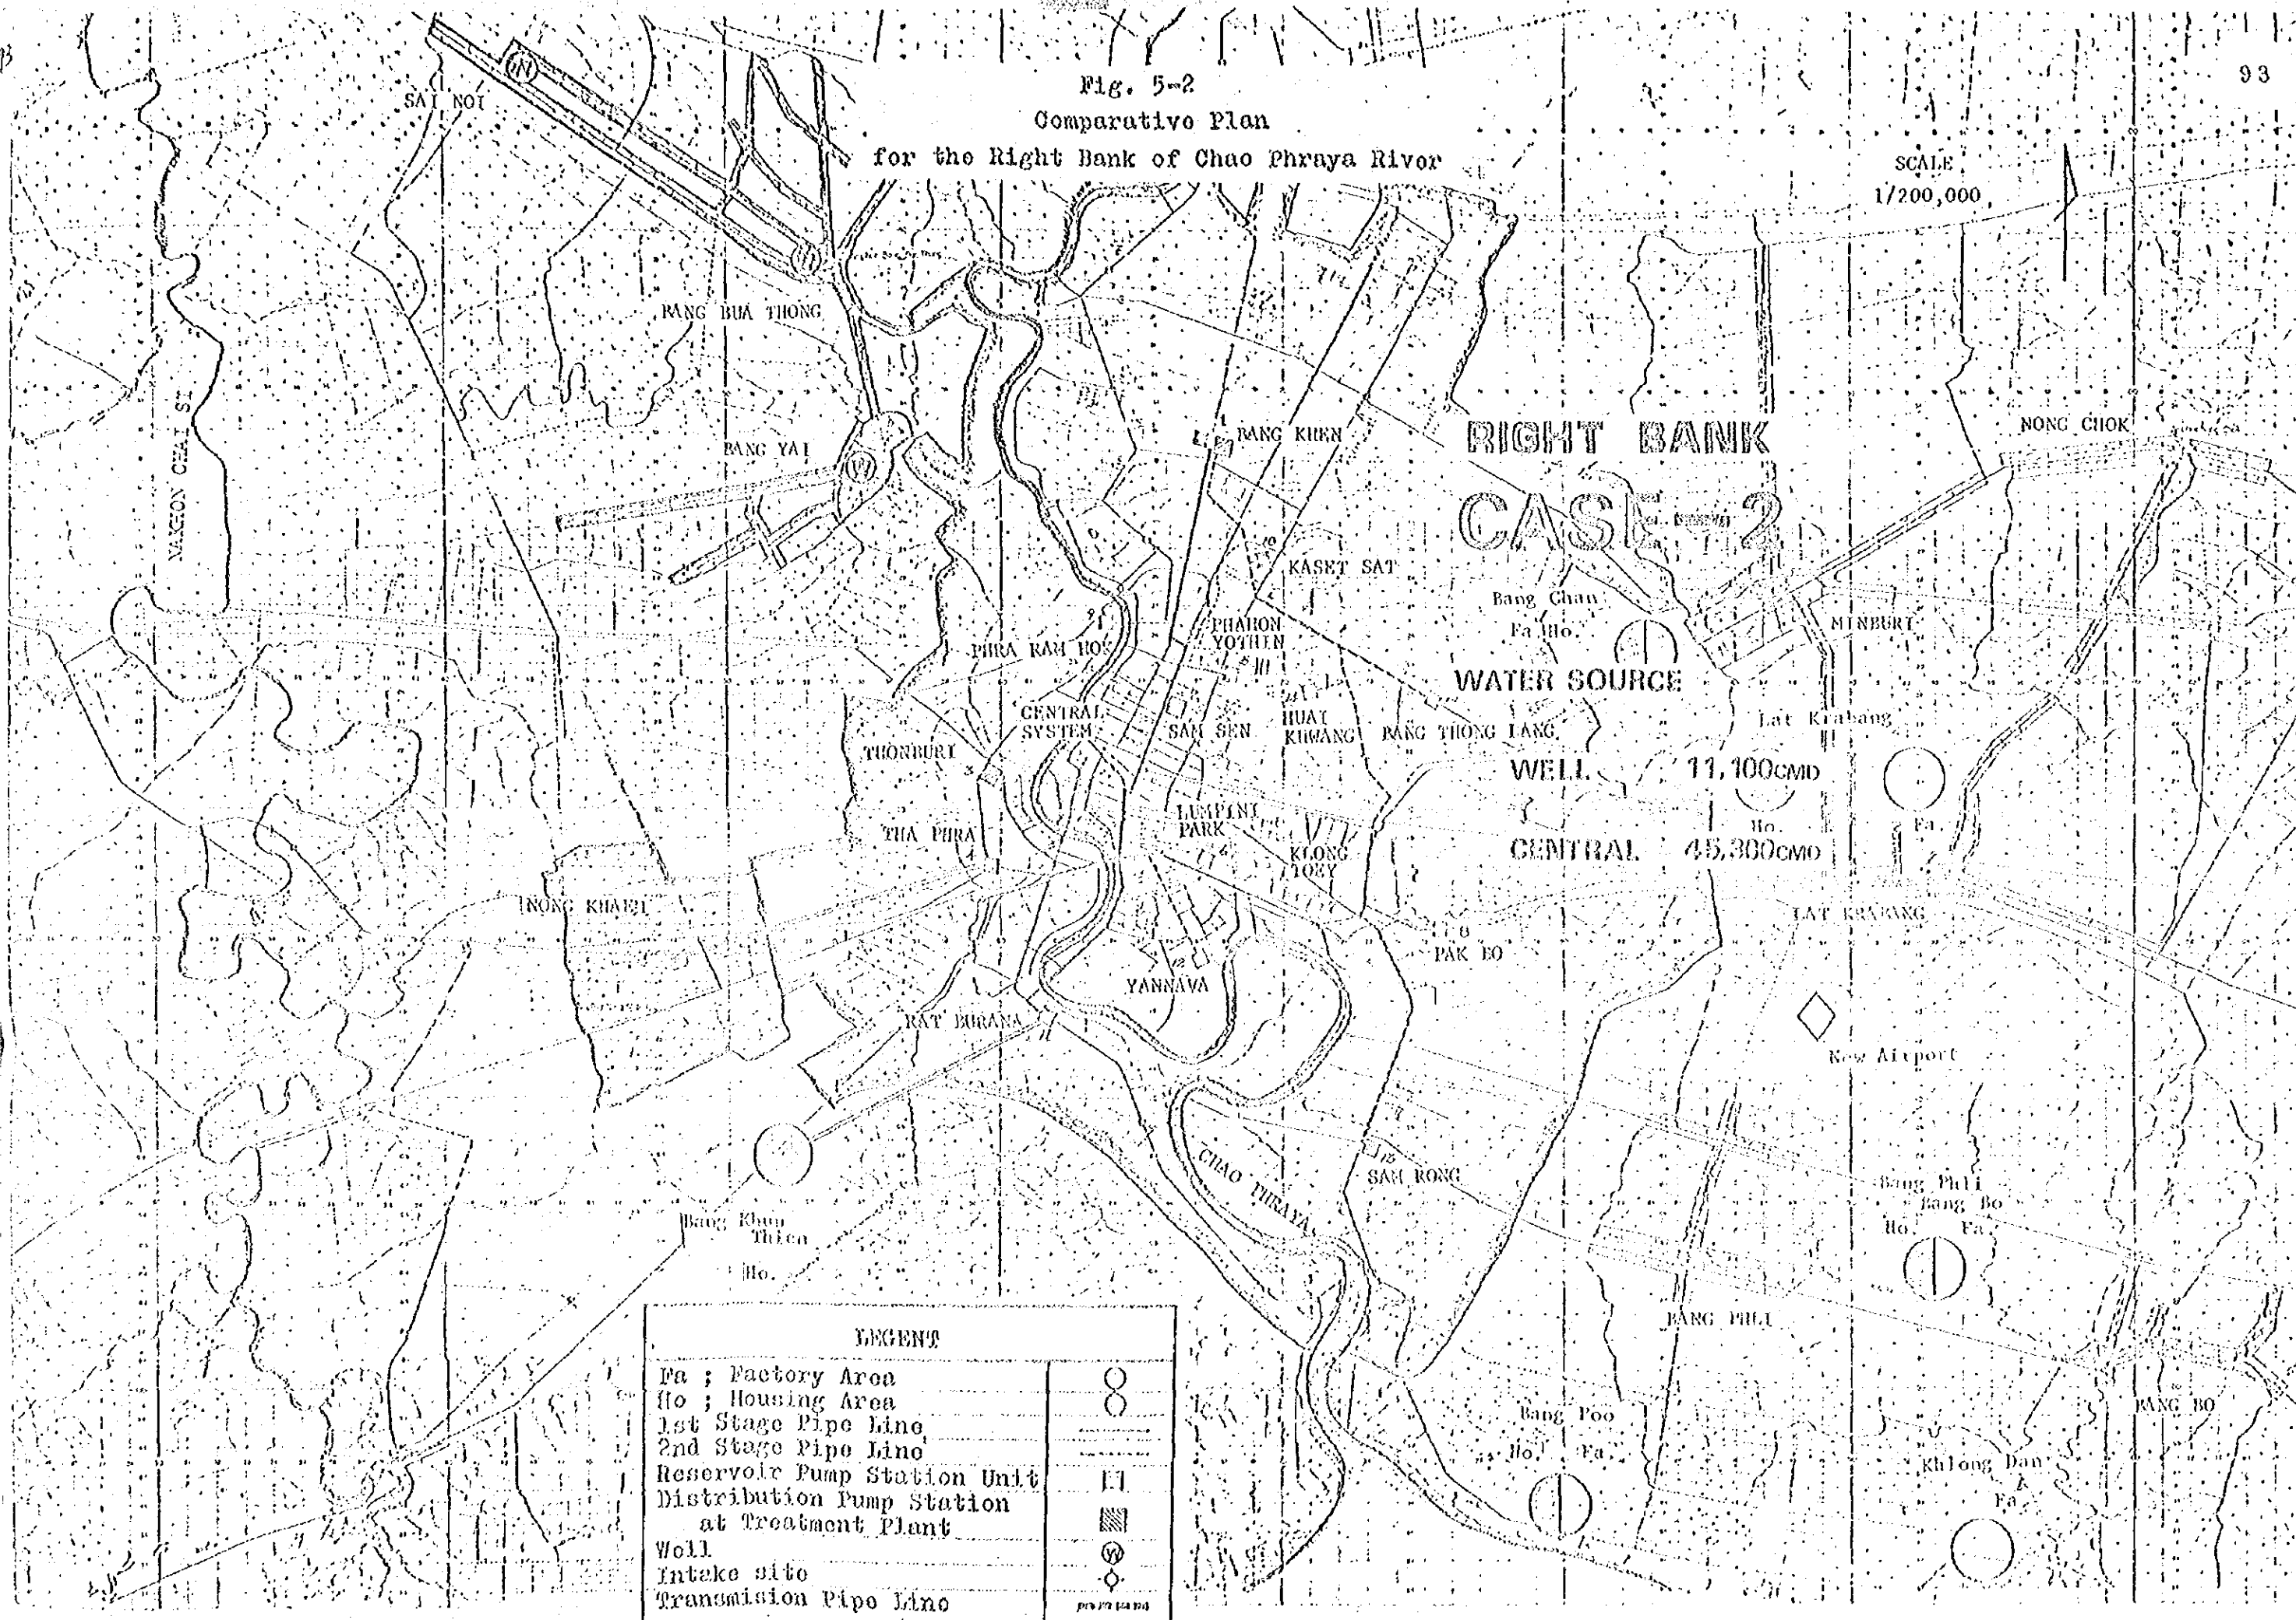 93
Fig. 5-2
Comparative Plan
for the Right Bank of Chao Phraya River
SCALE
1/200,000
SAI NOI
BANG BUA THONG
NAKHON CHAI SI
BANG YAI
BANG KHEN
RIGHT BANK
NONG CHOK
CASE-2
KASET SAT
Bang Chan
Fa Ho.
MINBURI
PHAHON
YOTHIN
PHRA RAM HOK
WATER SOURCE
CENTRAL
SYSTEM
SAM SEN
HUAI
KHWANG
BANG THONG LANG
Lat Krabang
THONBURI
WELL 11,100CMD
LUMPINI
PARK
THA PHRA
KLONG
TOEY
Ho.
Fa.
CENTRAL 45,300CMD
NONG KHAEM
LAT KRABANG
PAK BO
YANNAVA
RAT BURANA
New Airport
CHAO PHRAYA
SAM RONG
Bang Phli
Bang Bo
Ho. Fa.
Bang Khun
Thien
Ho.
BANG PHLI
BANG BO
Bang Poo
Ho. Fa.
Khlong Dan
Fa.
LEGENT
Fa ; Factory Area
Ho ; Housing Area
1st Stage Pipe Line
2nd Stage Pipe Line
Reservoir Pump Station Unit
Distribution Pump Station
at Treatment Plant
Well
W
Intake site
Transmision Pipe Line